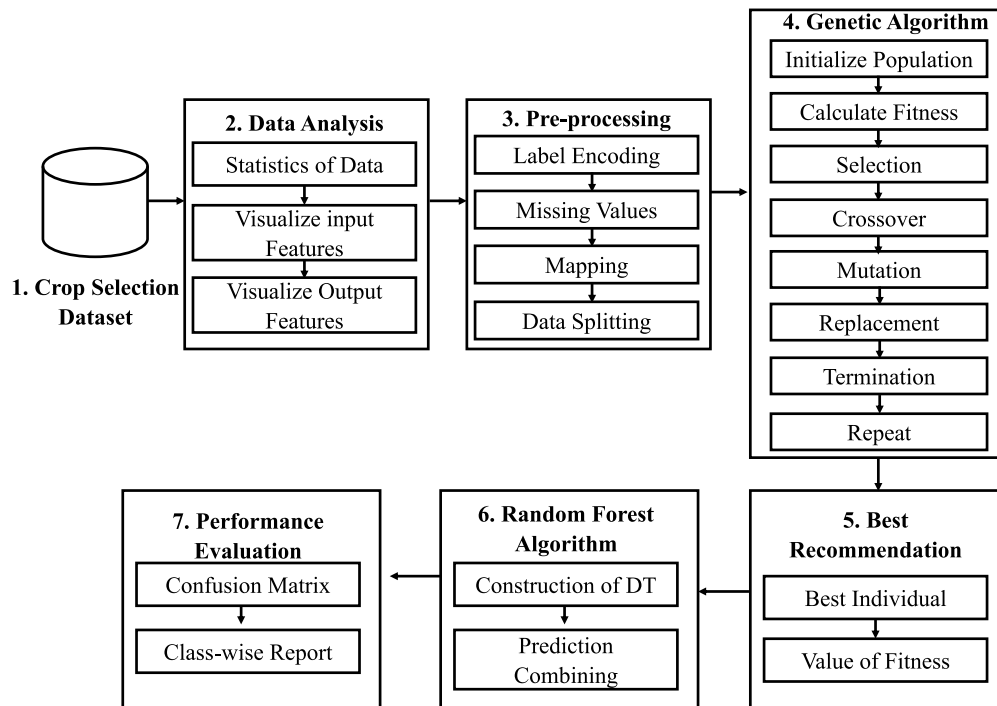 1. Crop Selection
Dataset
2. Data Analysis
Statistics of Data
Visualize input
Features
Visualize Output
Features
3. Pre-processing
Label Encoding
Missing Values
Mapping
Data Splitting
4. Genetic Algorithm
Initialize Population
Calculate Fitness
Selection
Crossover
Mutation
Replacement
Termination
Repeat
5. Best
Recommendation
Best Individual
Value of Fitness
6. Random Forest
Algorithm
Construction of DT
Prediction
Combining
7. Performance
Evaluation
Confusion Matrix
Class-wise Report